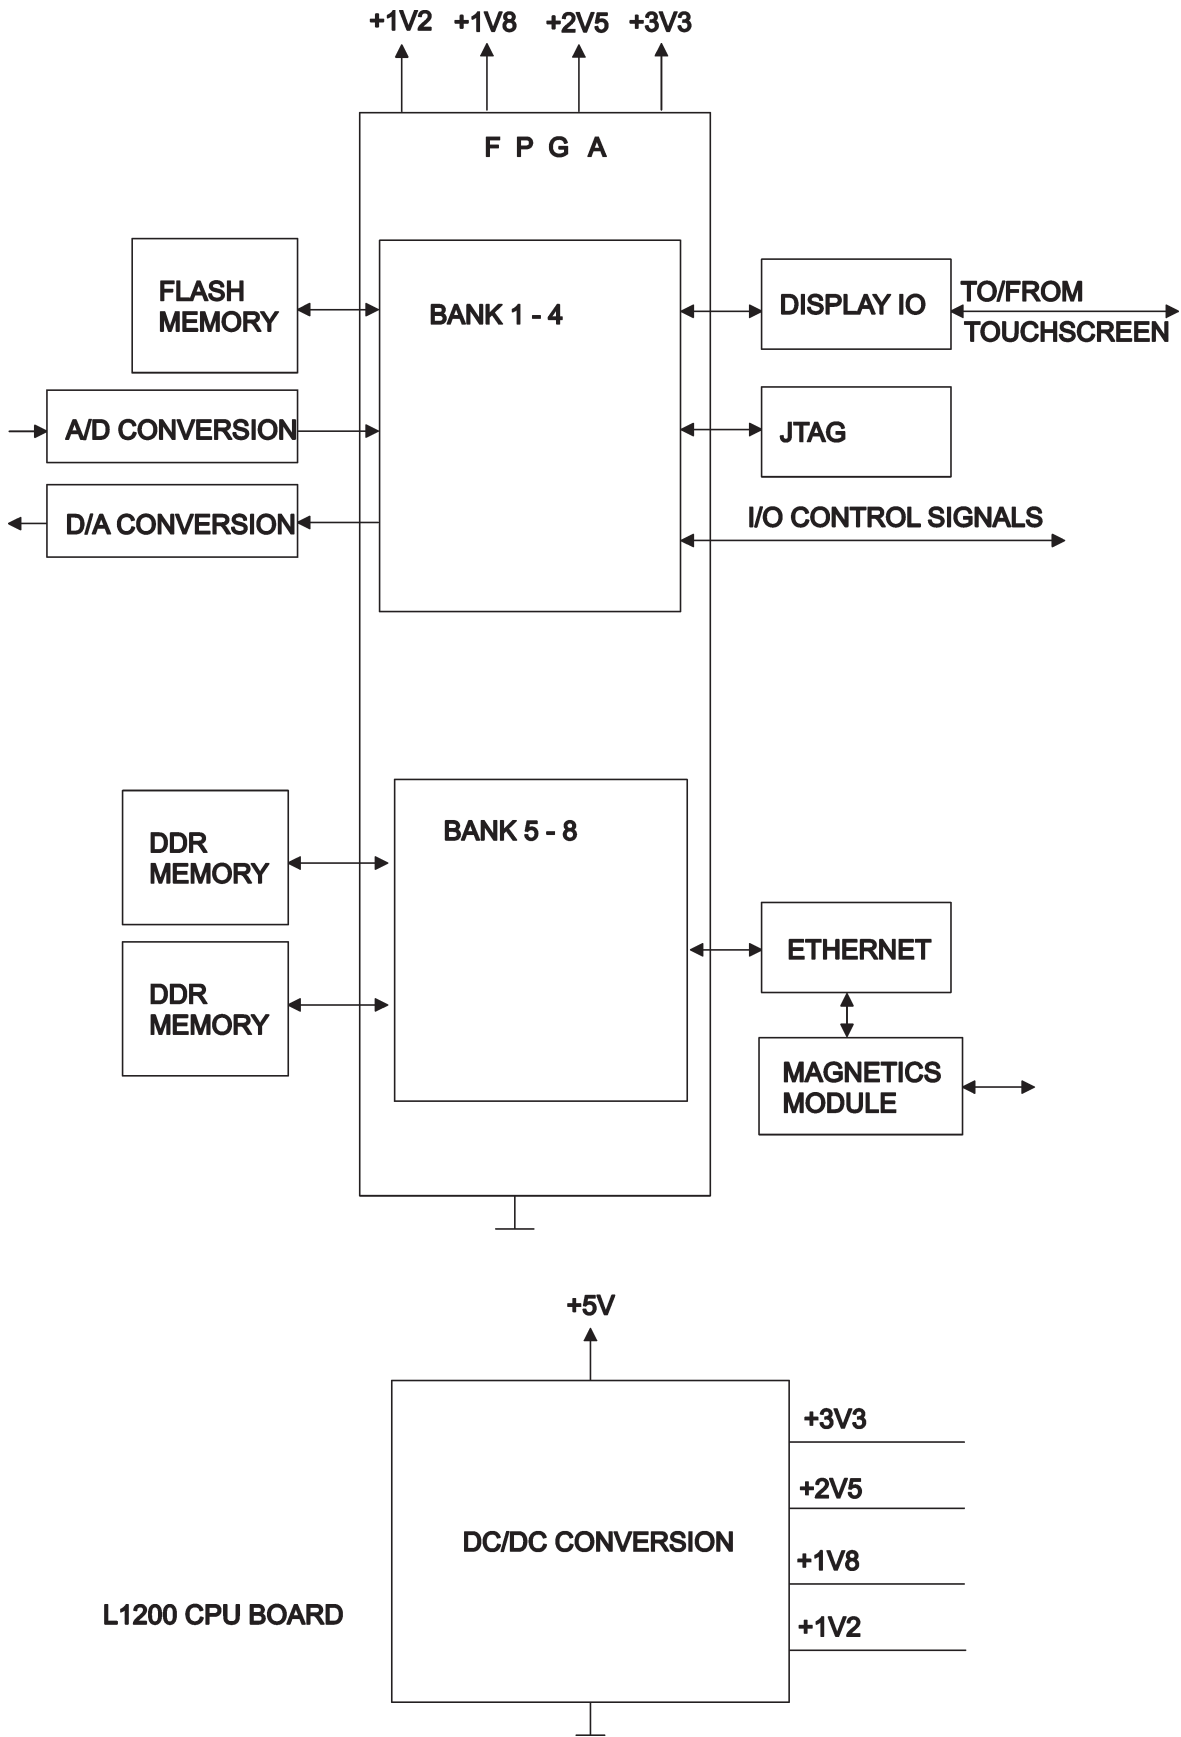 +1V2 +1V8 +2V5 +3V3
F P G A
FLASH
MEMORY
BANK 1 - 4
DISPLAY IO
TO/FROM
TOUCHSCREEN
A/D CONVERSION
JTAG
D/A CONVERSION
I/O CONTROL SIGNALS
DDR
MEMORY
BANK 5 - 8
DDR
MEMORY
ETHERNET
MAGNETICS
MODULE
+5V
+3V3
+2V5
DC/DC CONVERSION
+1V8
L1200 CPU BOARD
+1V2